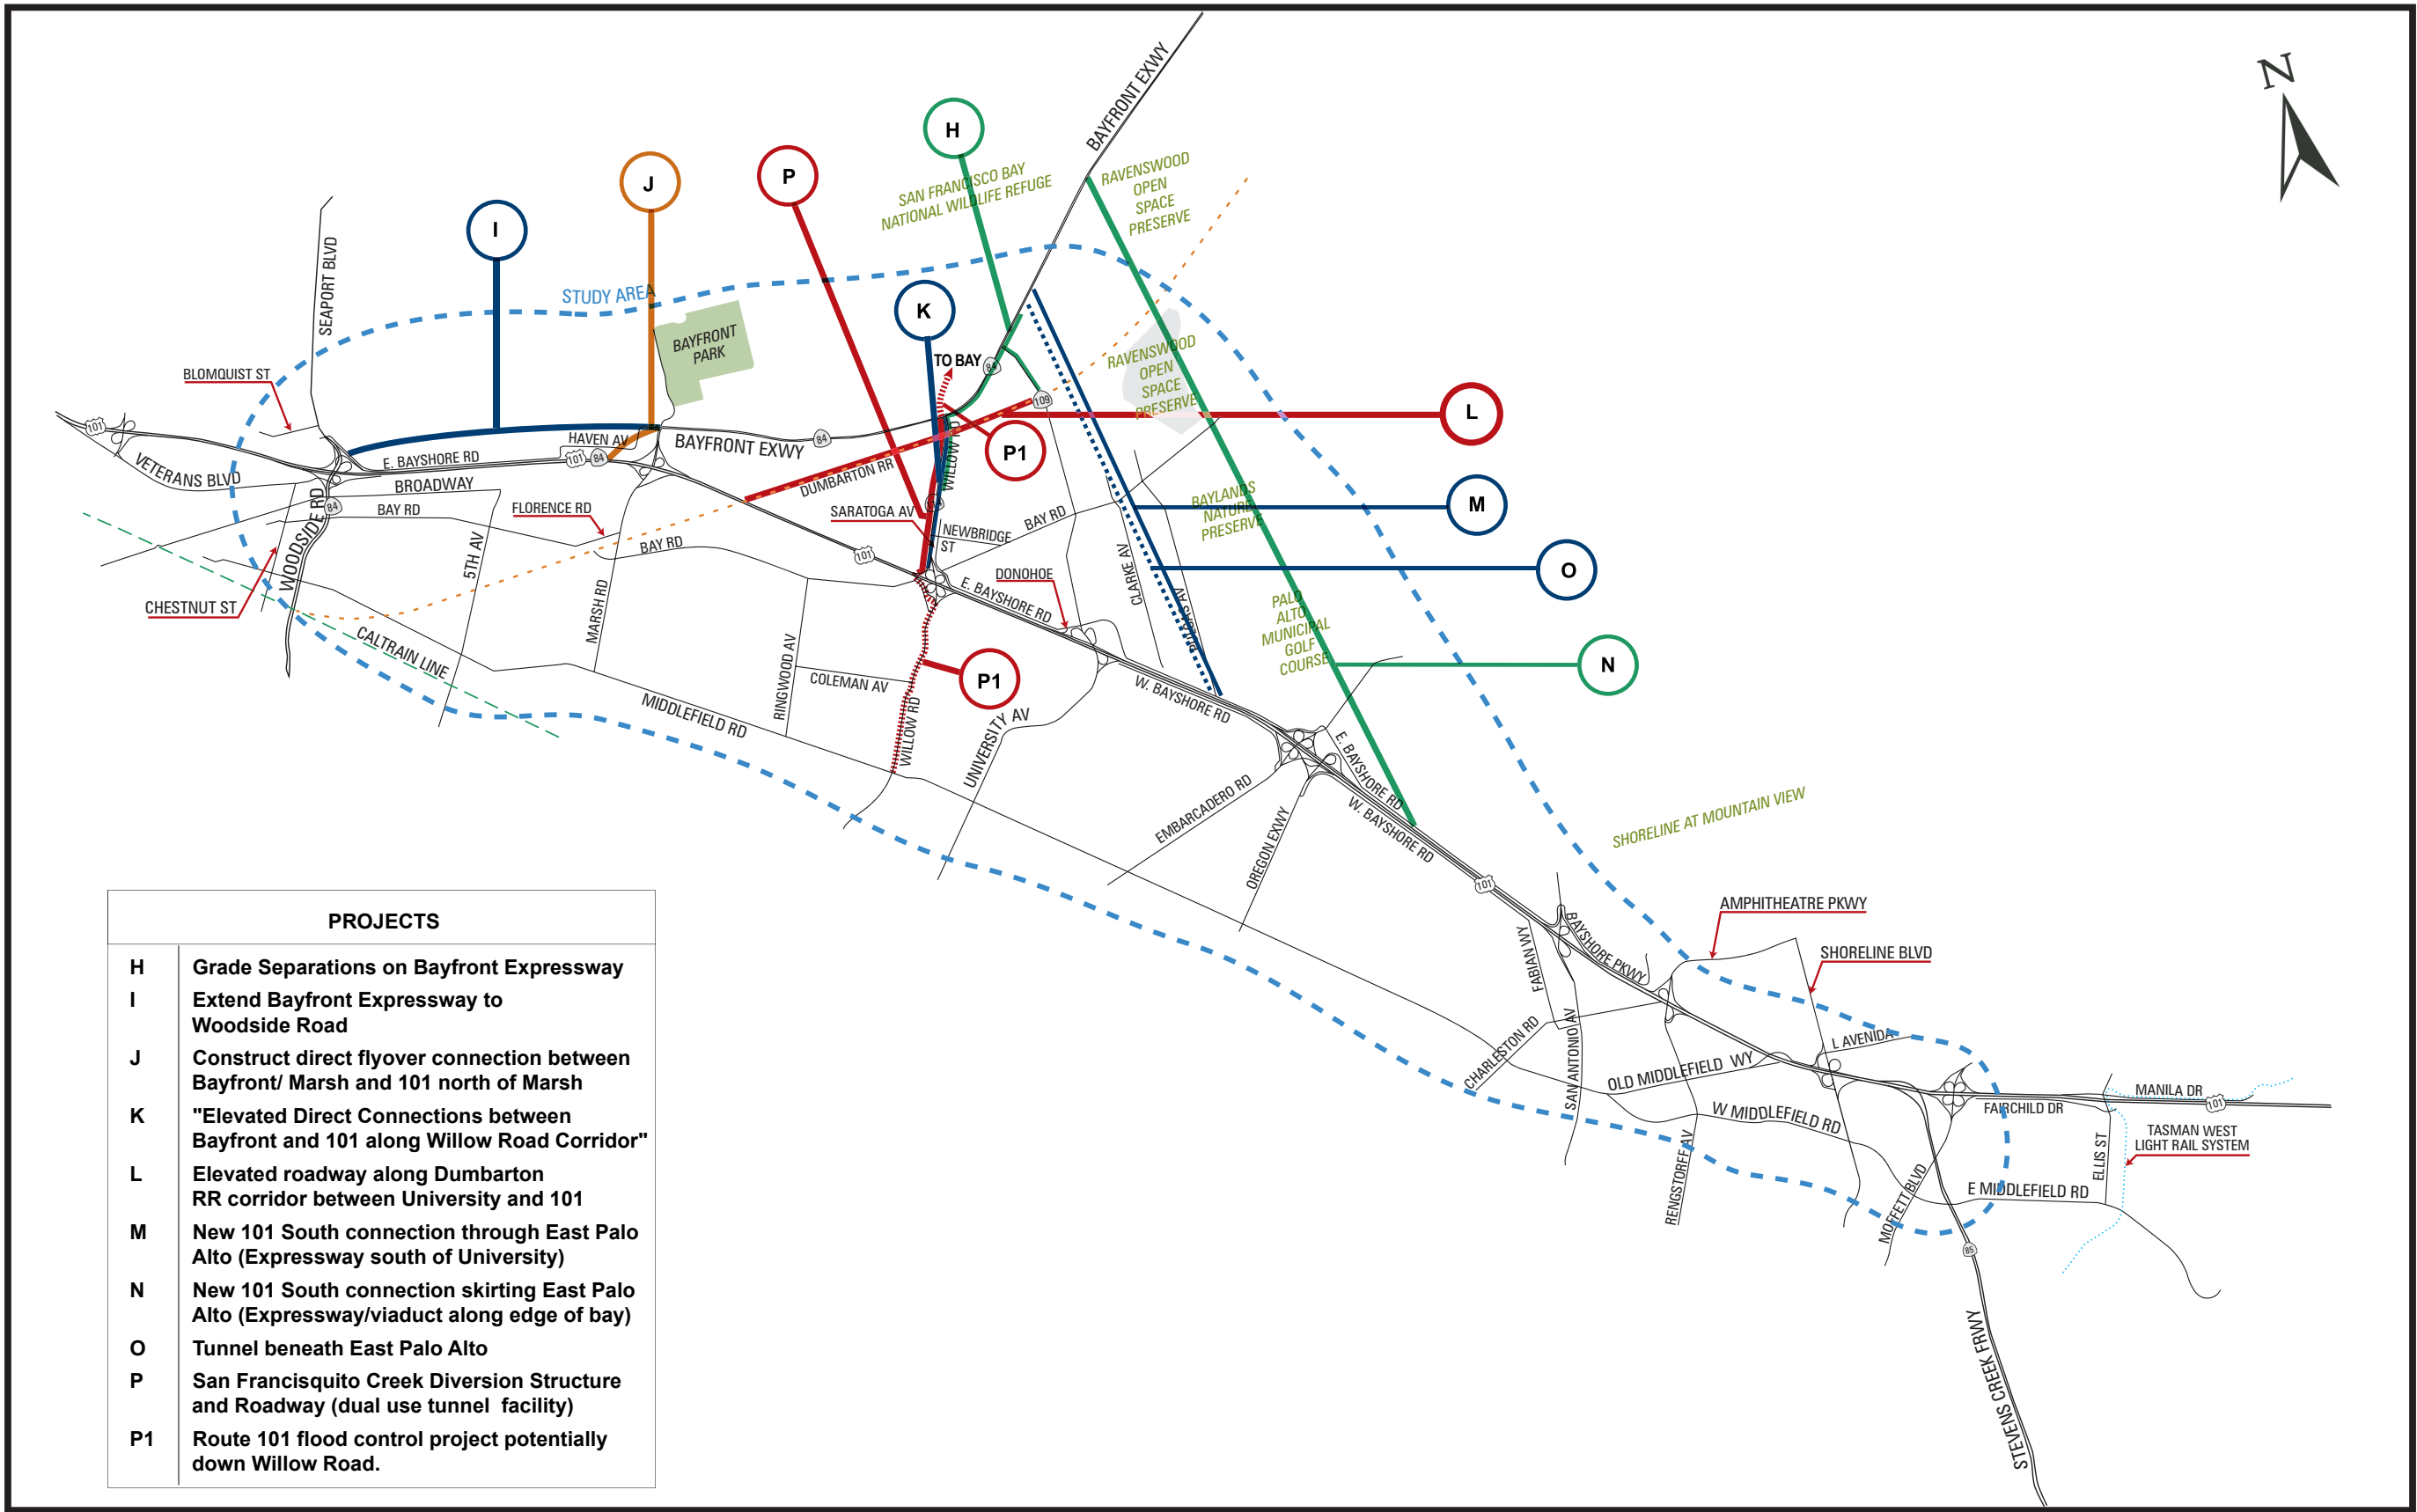 N
BAYFRONT EXWY
H
J
P
I
K
SAN FRANCISCO BAY
NATIONAL WILDLIFE REFUGE
RAVENSWOOD
OPEN
SPACE
PRESERVE
SEAPORT BLVD
STUDY AREA
BAYFRONT
PARK
TO BAY
84
RAVENSWOOD
OPEN
SPACE
PRESERVE
BLOMQUIST ST
109
L
101
HAVEN AV
BAYFRONT EXWY
84
WILLOW RD
P1
VETERANS BLVD
E. BAYSHORE RD
101
84
DUMBARTON RR
BROADWAY
84
BAY RD
FLORENCE RD
SARATOGA AV
NEWBRIDGE
ST
BAY RD
BAYLANDS
NATURE
PRESERVE
M
WOODSIDE RD
5TH AV
BAY RD
101
DONOHOE
CLARKE AV
O
CHESTNUT ST
MARSH RD
E. BAYSHORE RD
PALO
ALTO
MUNICIPAL
GOLF
COURSE
N
CALTRAIN LINE
RINGWOOD AV
COLEMAN AV
P1
MIDDLEFIELD RD
WILLOW RD
UNIVERSITY AV
W. BAYSHORE RD
E. BAYSHORE RD
W. BAYSHORE RD
EMBARCADERO RD
OREGON EXWY
SHORELINE AT MOUNTAIN VIEW
101
AMPHITHEATRE PKWY
SHORELINE BLVD
FABIAN WY
BAYSHORE PKWY
CHARLESTON RD
SAN ANTONIO AV
OLD MIDDLEFIELD WY
L AVENIDA
W MIDDLEFIELD RD
RENGSTORFF AV
MANILA DR
101
FAIRCHILD DR
TASMAN WEST
LIGHT RAIL SYSTEM
ELLIS ST
E MIDDLEFIELD RD
MOFFETT BLVD
85
STEVENS CREEK FRWY
PROJECTS
H Grade Separations on Bayfront Expressway
I Extend Bayfront Expressway to
Woodside Road
J Construct direct flyover connection between
Bayfront/ Marsh and 101 north of Marsh
K "Elevated Direct Connections between
Bayfront and 101 along Willow Road Corridor"
L Elevated roadway along Dumbarton
RR corridor between University and 101
M New 101 South connection through East Palo
Alto (Expressway south of University)
N New 101 South connection skirting East Palo
Alto (Expressway/viaduct along edge of bay)
O Tunnel beneath East Palo Alto
P San Francisquito Creek Diversion Structure
and Roadway (dual use tunnel facility)
P1 Route 101 flood control project potentially
down Willow Road.